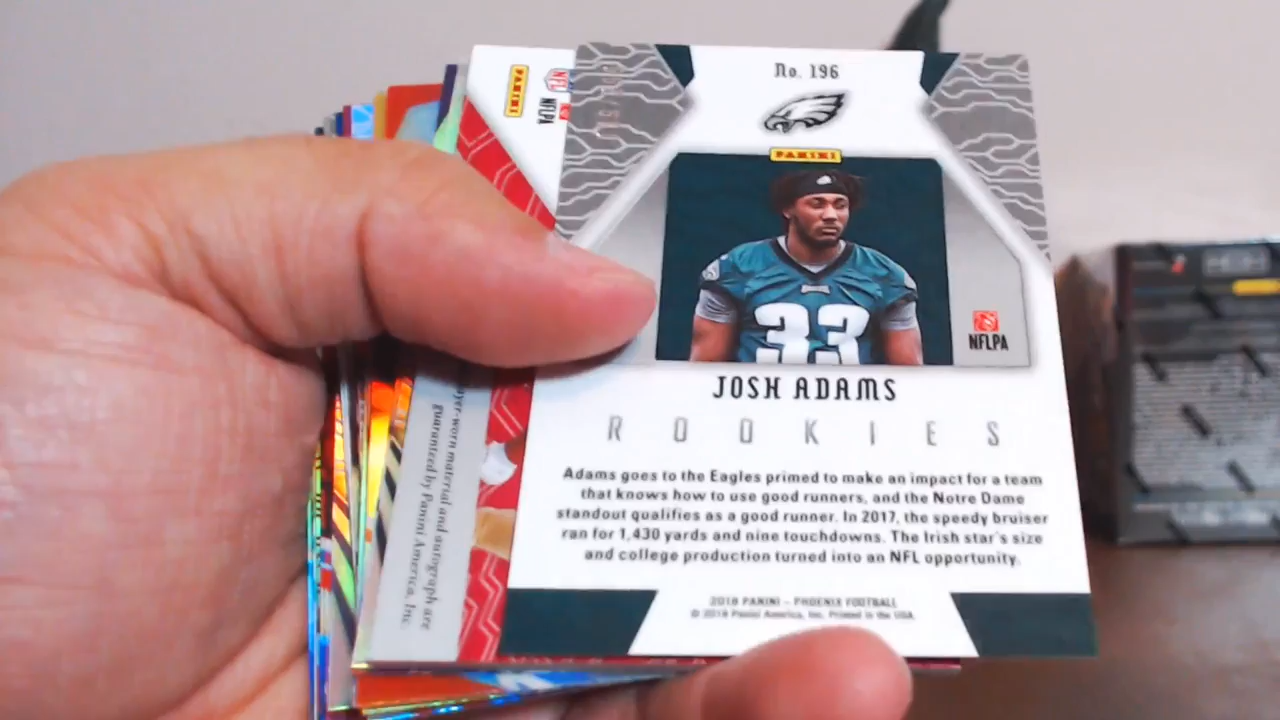 No. 196
PANINI
33
NFLPA
JOSH ADAMS
ROOKIES
Adams goes to the Eagles primed to make an impact for a team
that knows how to use good runners, and the Notre Dame
standout qualifies as a good runner. In 2017, the speedy bruiser
ran for 1,430 yards and nine touchdowns. The Irish star's size
and college production turned into an NFL opportunity.
2018 PANINI - PHOENIX FOOTBALL
© 2018 Panini America, Inc. Printed in the USA.
PANINI
NFL
NFLPA
yer-worn material and autograph are
guaranteed by Panini America, Inc.